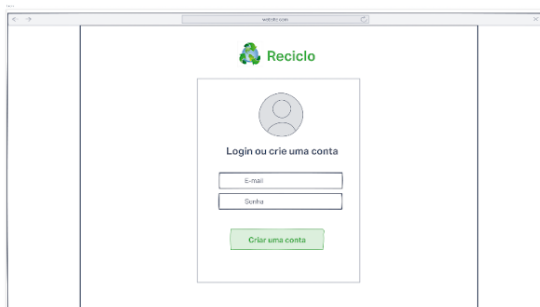 website.com
Reciclo
Login ou crie uma conta
E-mail
Senha
Criar uma conta